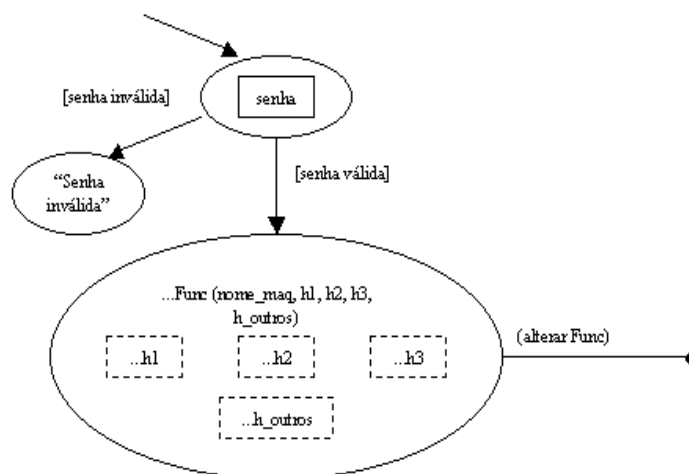 senha
[senha inválida]
“Senha
inválida”
[senha válida]
...Func (nome_maq, h1, h2, h3,
h_outros)
...h1
...h2
...h3
...h_outros
(alterar Func)